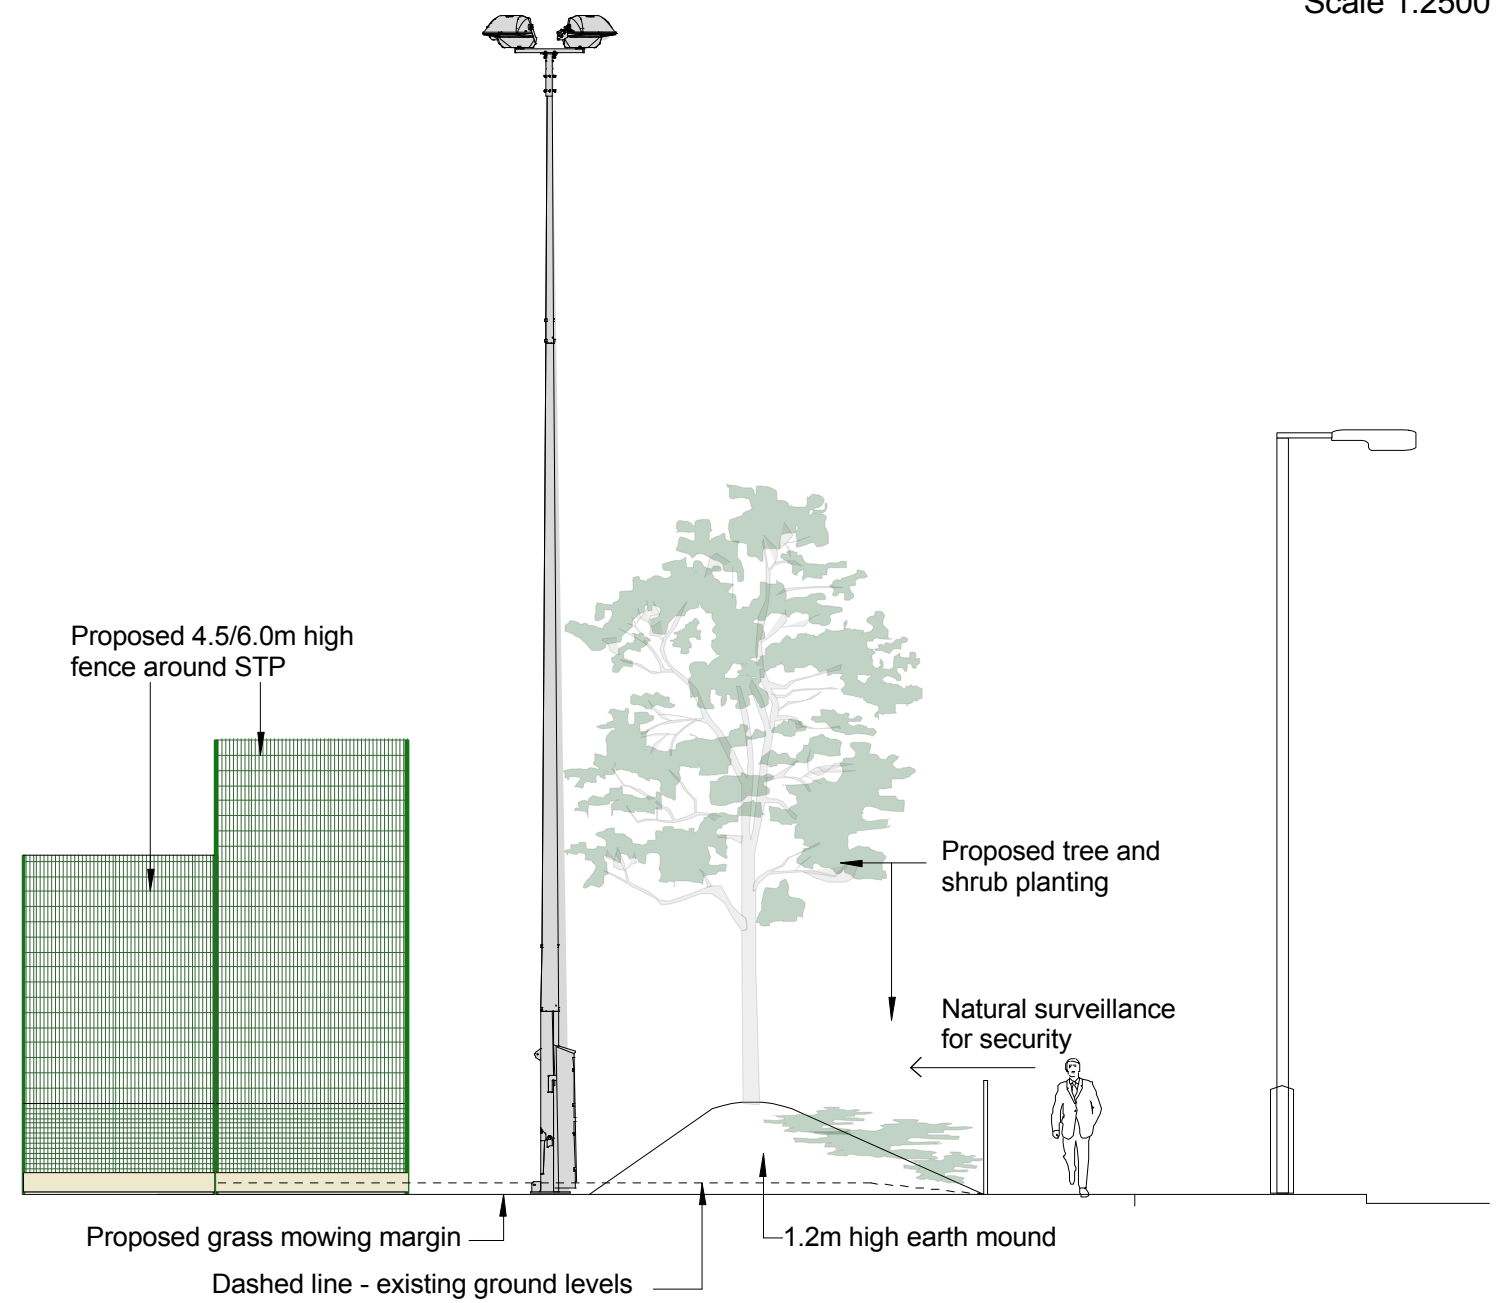 Scale 1:2500
Proposed 4.5/6.0m high
fence around STP
Proposed tree and
shrub planting
Natural surveillance
for security
Proposed grass mowing margin
1.2m high earth mound
Dashed line - existing ground levels